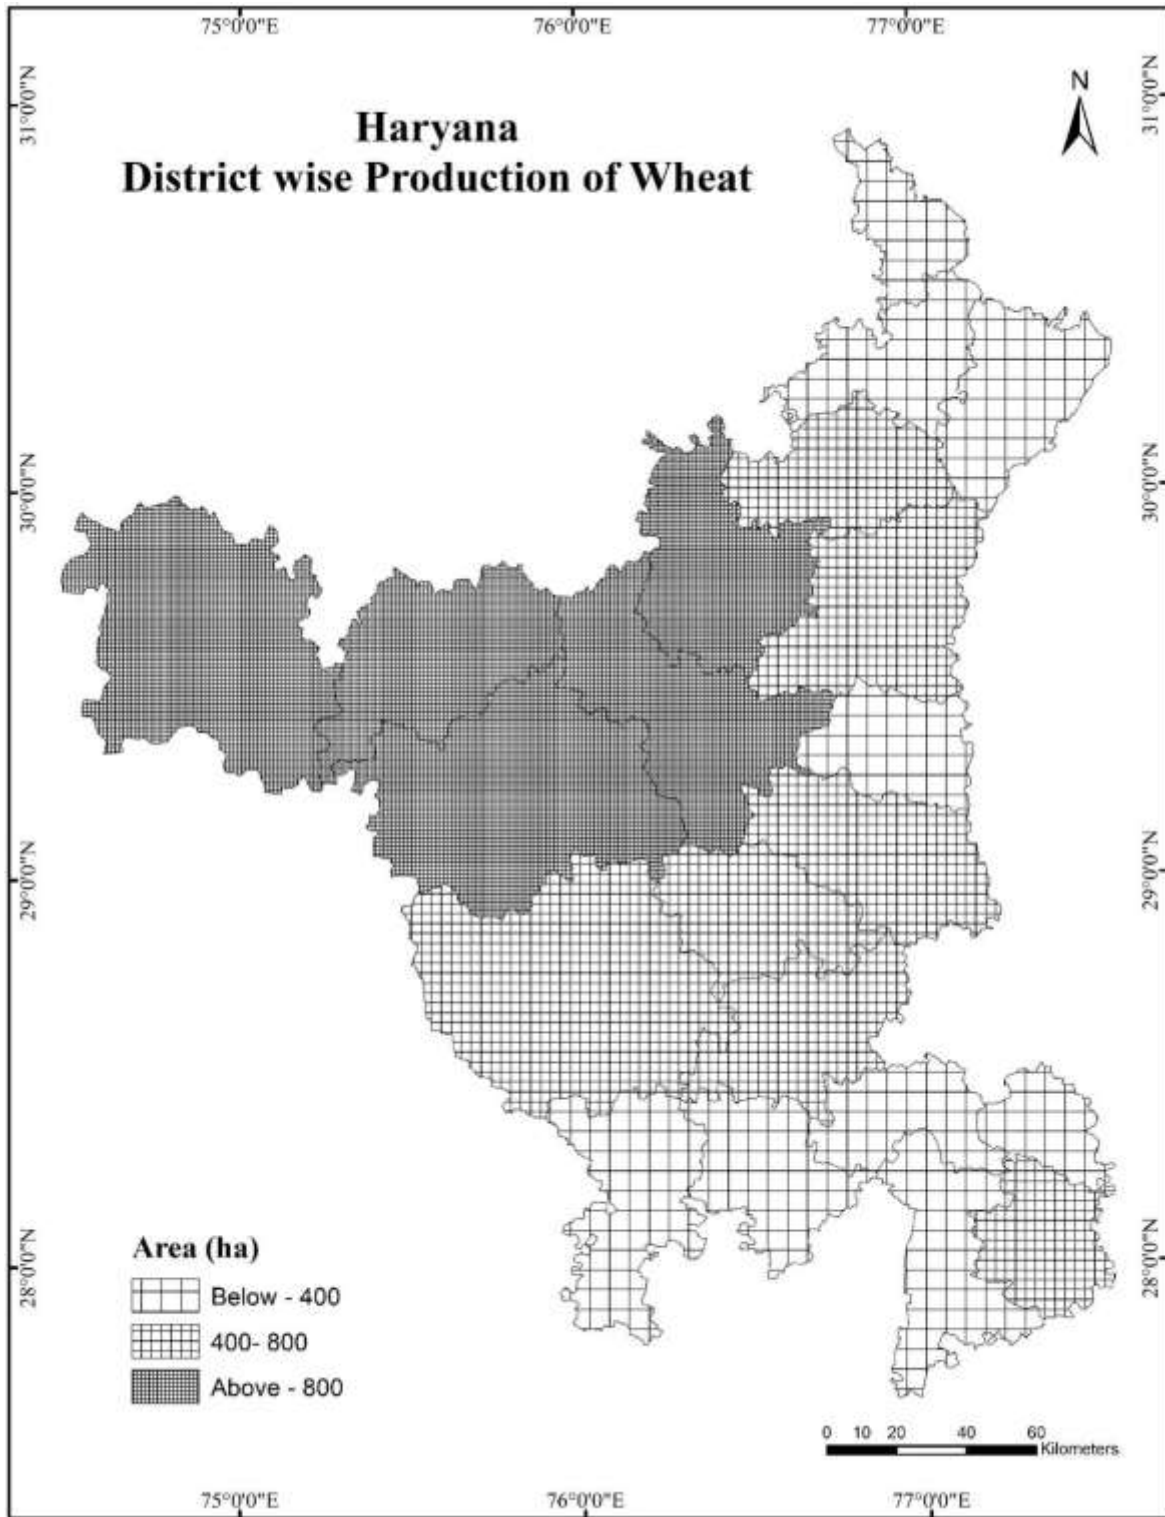 75°0'0"E 76°0'0"E 77°0'0"E
N
31°0'0"N 31°0'0"N
Haryana
District wise Production of Wheat
30°0'0"N 30°0'0"N
29°0'0"N 29°0'0"N
28°0'0"N 28°0'0"N
Area (ha)
Below - 400
400- 800
Above - 800
0 10 20 40 60
Kilometers
75°0'0"E 76°0'0"E 77°0'0"E